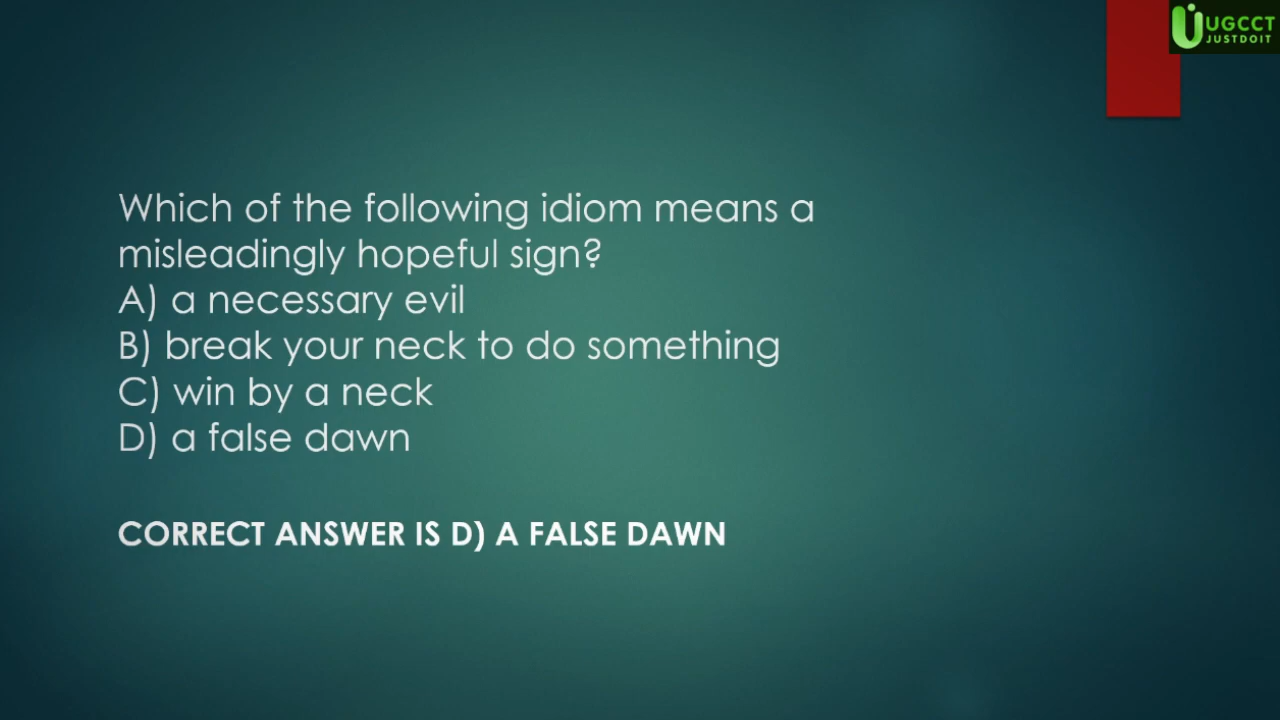 UGCCT
JUSTDOIT
Which of the following idiom means a
misleadingly hopeful sign?
A) a necessary evil
B) break your neck to do something
C) win by a neck
D) a false dawn
CORRECT ANSWER IS D) A FALSE DAWN